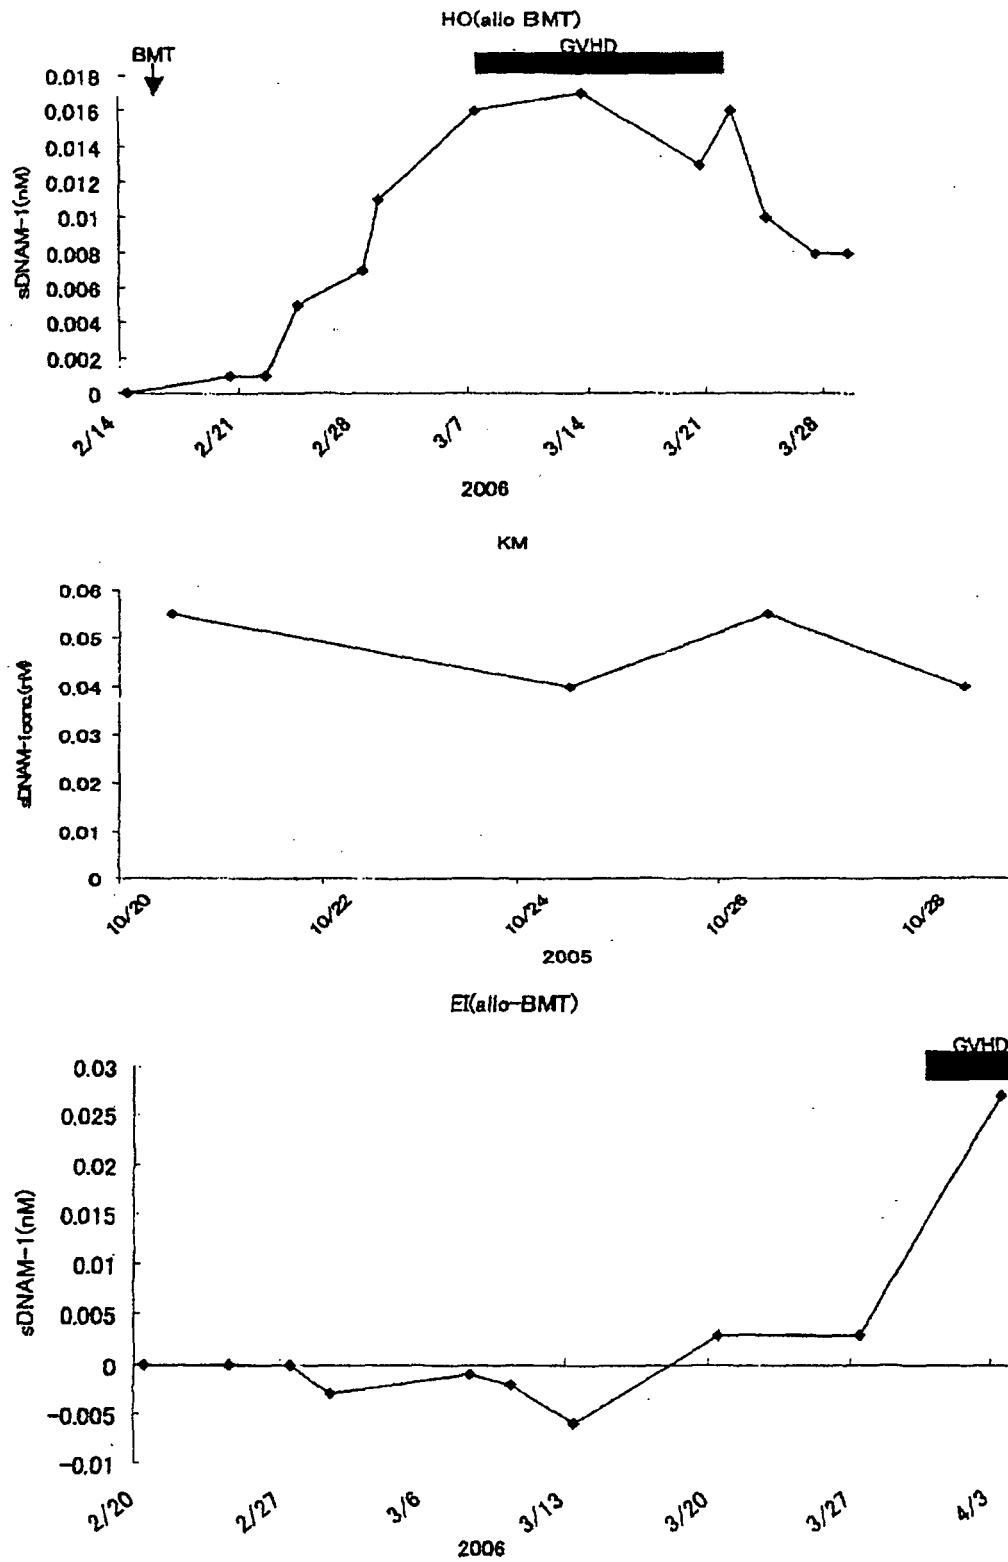 HO(allo BMT)
GVHD
BMT
0.018
0.016
0.014
0.012
0.01
0.008
0.006
0.004
0.002
0
sDNAM-1(nM)
2/14 2/21 2/28 3/7 3/14 3/21 3/28
2006
KM
0.06
0.05
0.04
0.03
0.02
0.01
0
sDNAM-1conc.(nM)
10/20 10/22 10/24 10/26 10/28
2005
EI(allo-BMT)
GVHD
0.03
0.025
0.02
0.015
0.01
0.005
0
-0.005
-0.01
sDNAM-1(nM)
2/20 2/27 3/6 3/13 3/20 3/27 4/3
2006